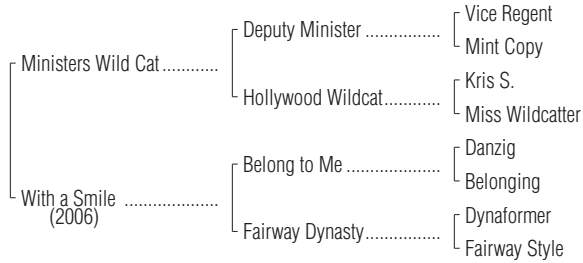 Vice Regent
Deputy Minister ................
Mint Copy
Ministers Wild Cat............
Kris S.
Hollywood Wildcat............
Miss Wildcatter
Danzig
Belong to Me ....................
Belonging
With a Smile ....................
(2006)
Dynaformer
Fairway Dynasty................
Fairway Style